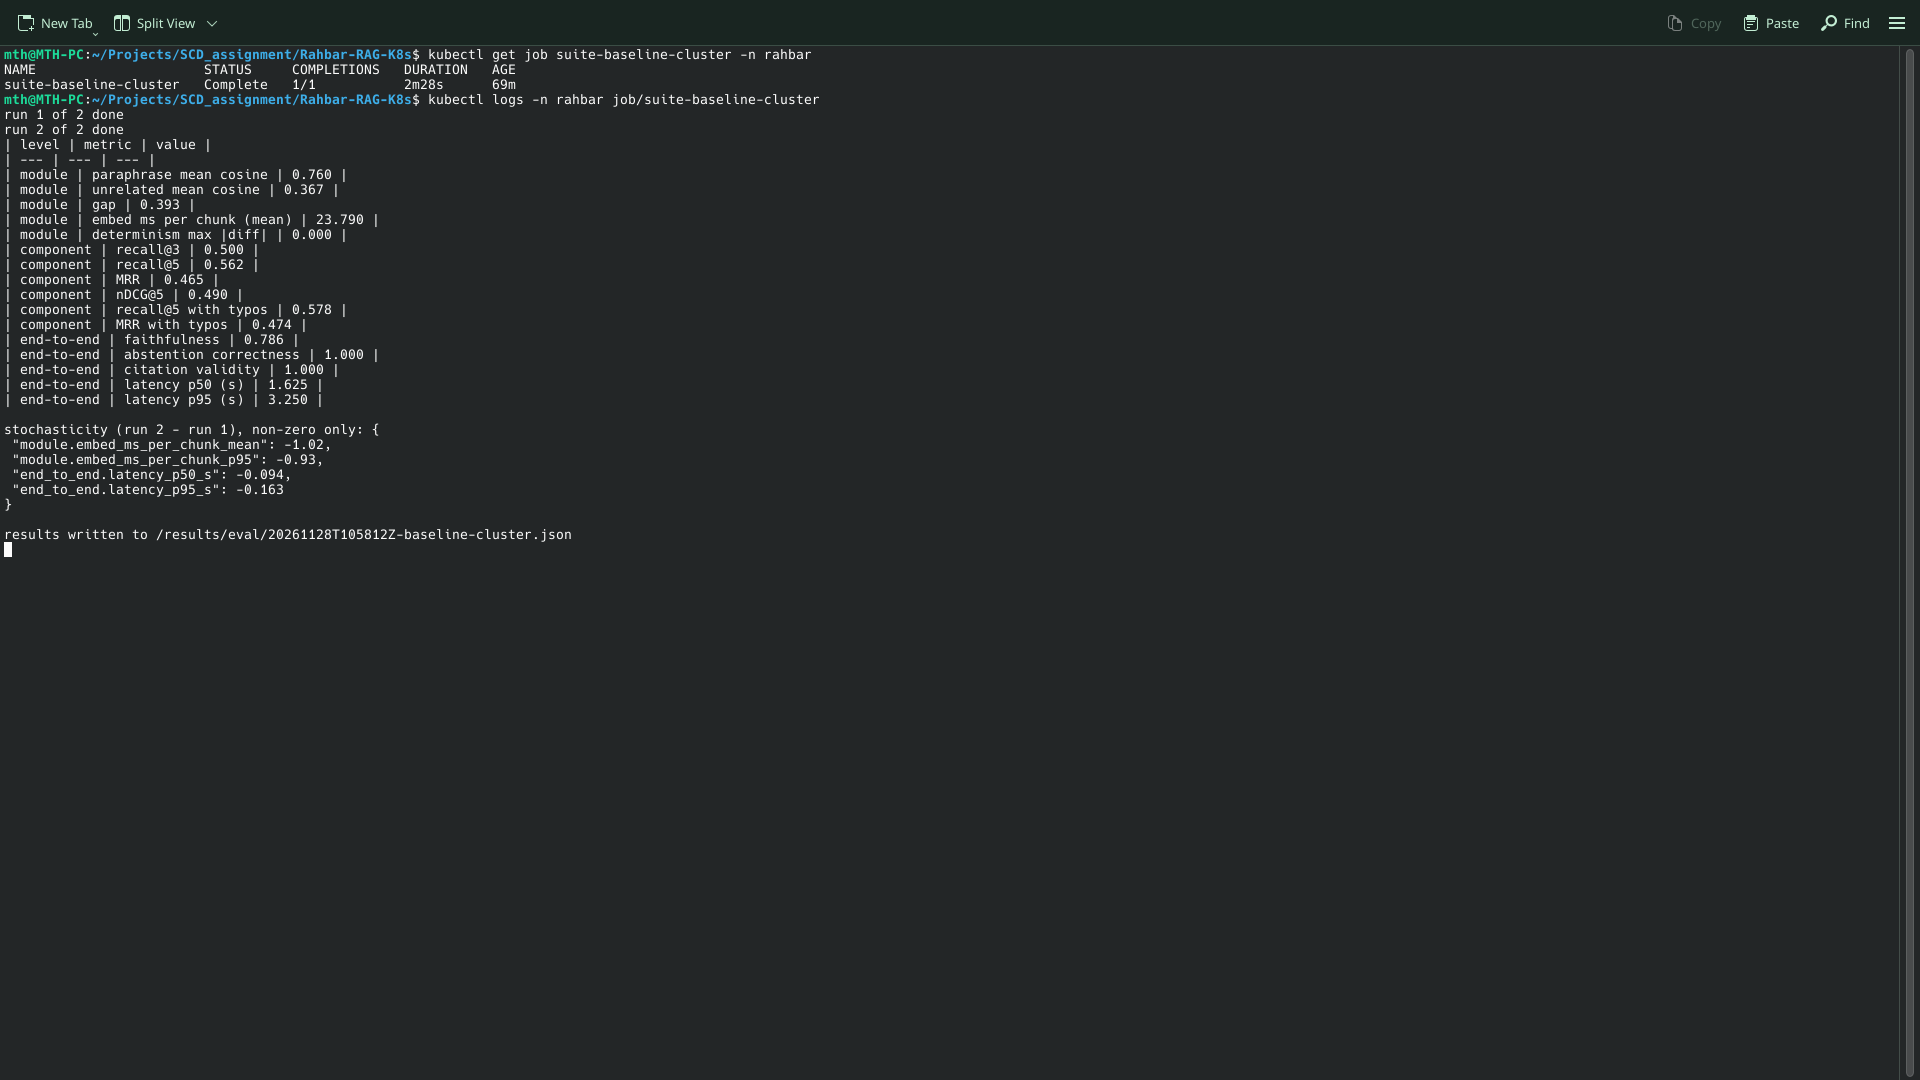 New Tab Split View Copy Paste Find
mth@MTH-PC:~/Projects/SCD_assignment/Rahbar-RAG-K8s$ kubectl get job suite-baseline-cluster -n rahbar
NAME STATUS COMPLETIONS DURATION AGE
suite-baseline-cluster Complete 1/1 2m28s 69m
mth@MTH-PC:~/Projects/SCD_assignment/Rahbar-RAG-K8s$ kubectl logs -n rahbar job/suite-baseline-cluster
run 1 of 2 done
run 2 of 2 done
| level | metric | value |
| --- | --- | --- |
| module | paraphrase mean cosine | 0.760 |
| module | unrelated mean cosine | 0.367 |
| module | gap | 0.393 |
| module | embed ms per chunk (mean) | 23.790 |
| module | determinism max |diff| | 0.000 |
| component | recall@3 | 0.500 |
| component | recall@5 | 0.562 |
| component | MRR | 0.465 |
| component | nDCG@5 | 0.490 |
| component | recall@5 with typos | 0.578 |
| component | MRR with typos | 0.474 |
| end-to-end | faithfulness | 0.786 |
| end-to-end | abstention correctness | 1.000 |
| end-to-end | citation validity | 1.000 |
| end-to-end | latency p50 (s) | 1.625 |
| end-to-end | latency p95 (s) | 3.250 |
stochasticity (run 2 - run 1), non-zero only: {
"module.embed_ms_per_chunk_mean": -1.02,
"module.embed_ms_per_chunk_p95": -0.93,
"end_to_end.latency_p50_s": -0.094,
"end_to_end.latency_p95_s": -0.163
}
results written to /results/eval/20261128T105812Z-baseline-cluster.json